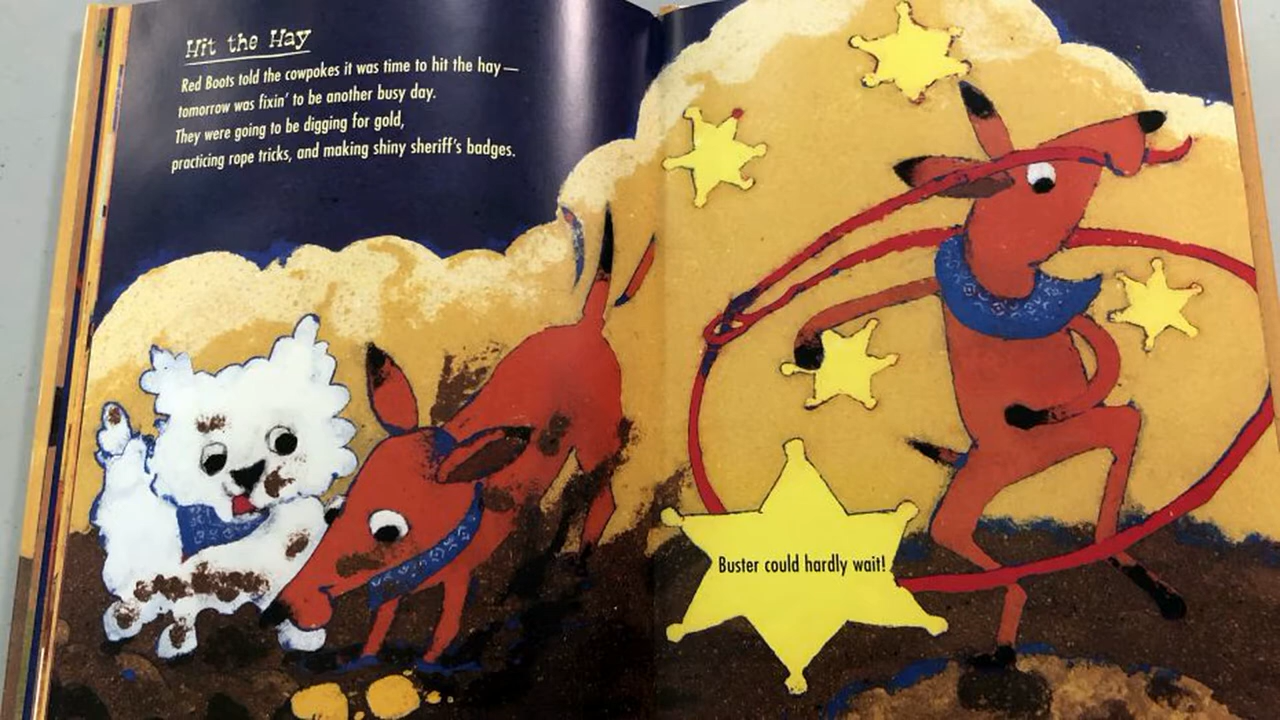 Hit the Hay
Red Boots told the cowpokes it was time to hit the hay—
tomorrow was fixin' to be another busy day.
They were going to be digging for gold,
practicing rope tricks, and making shiny sheriff's badges.
Buster could hardly wait!